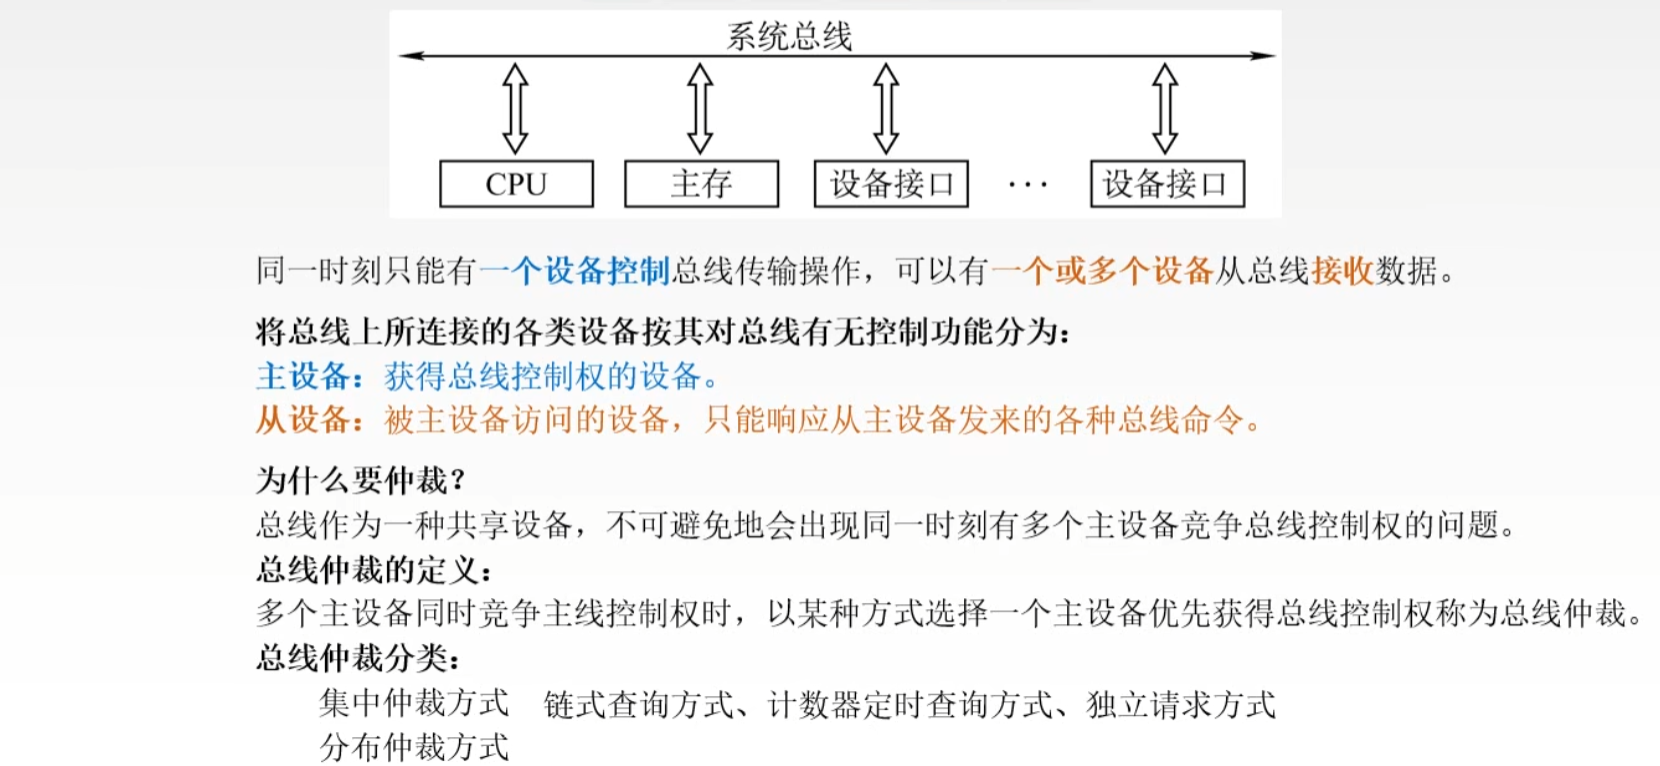 系统总线
CPU 主存 设备接口 ··· 设备接口
同一时刻只能有一个设备控制总线传输操作，可以有一个或多个设备从总线接收数据。
将总线上所连接的各类设备按其对总线有无控制功能分为：
主设备：获得总线控制权的设备。
从设备：被主设备访问的设备，只能响应从主设备发来的各种总线命令。
为什么要仲裁？
总线作为一种共享设备，不可避免地会出现同一时刻有多个主设备竞争总线控制权的问题。
总线仲裁的定义：
多个主设备同时竞争主线控制权时，以某种方式选择一个主设备优先获得总线控制权称为总线仲裁。
总线仲裁分类：
集中仲裁方式 链式查询方式、计数器定时查询方式、独立请求方式
分布仲裁方式